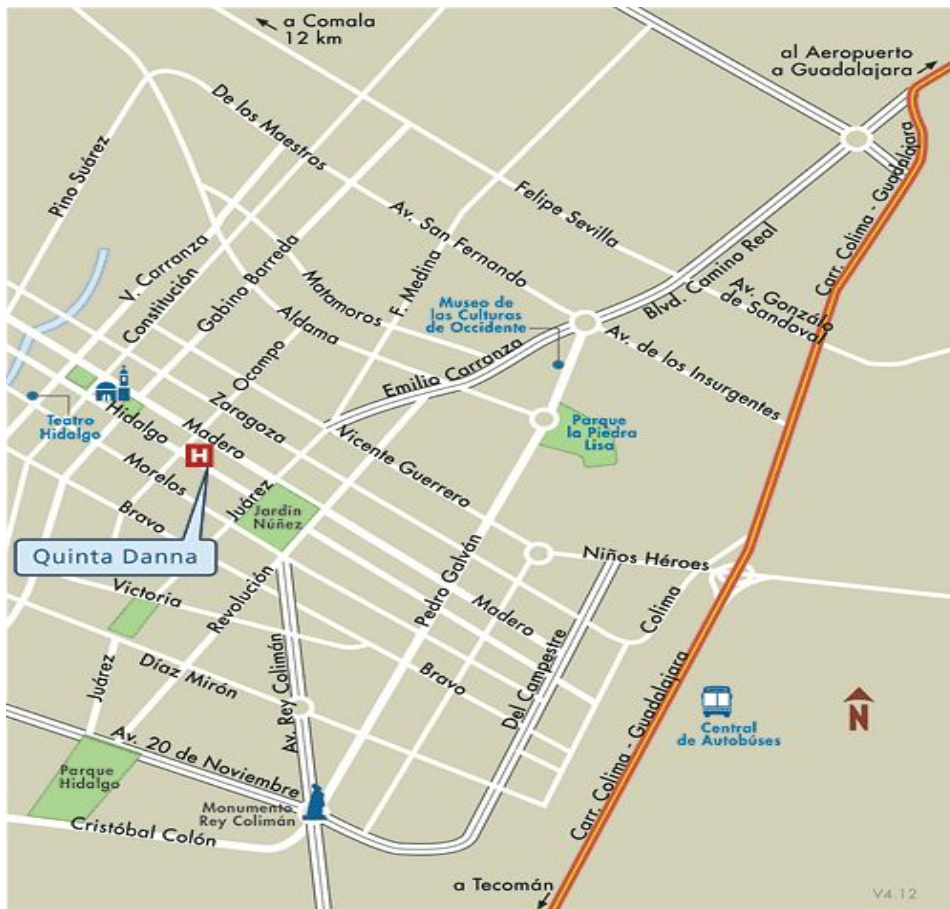 a Comala
12 km
al Aeropuerto
a Guadalajara
De los Maestros
Pino Suárez
Felipe Sevilla
Av. San Fernando
Carr. Colima - Guadalajara
V. Carranza
Constitución
Gabino Barreda
Matamoros
F. Medina
Aldama
Museo de
las Culturas
de Occidente
Blvd. Camino Real
Av. Gonzálo
de Sandoval
Av. de los Insurgentes
Emilio Carranza
Z. Ocampo
Zaragoza
Teatro
Hidalgo
Hidalgo
Madero
H
Morelos
Bravo
Vicente Guerrero
Parque
la Piedra
Lisa
Juárez
Jardín
Núñez
Quinta Danna
Niños Héroes
Victoria
Revolución
Pedro Galván
Madero
Colima
Juárez
Díaz Mirón
Av. Rey Colimán
Bravo
Del Campestre
Carr. Colima - Guadalajara
Central
de Autobúses
N
Av. 20 de Noviembre
Parque
Hidalgo
Monumento
Rey Colimán
Cristóbal Colón
a Tecomán
V4.12